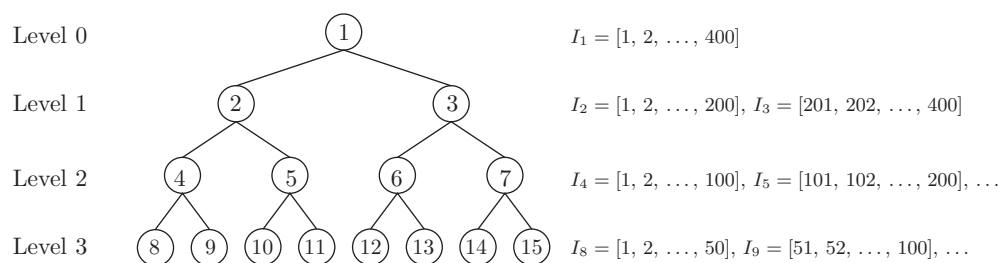 Level 0 1 I₁ = [1, 2, …, 400]
Level 1 2 3 I₂ = [1, 2, …, 200], I₃ = [201, 202, …, 400]
Level 2 4 5 6 7 I₄ = [1, 2, …, 100], I₅ = [101, 102, …, 200], …
Level 3 8 9 10 11 12 13 14 15 I₈ = [1, 2, …, 50], I₉ = [51, 52, …, 100], …